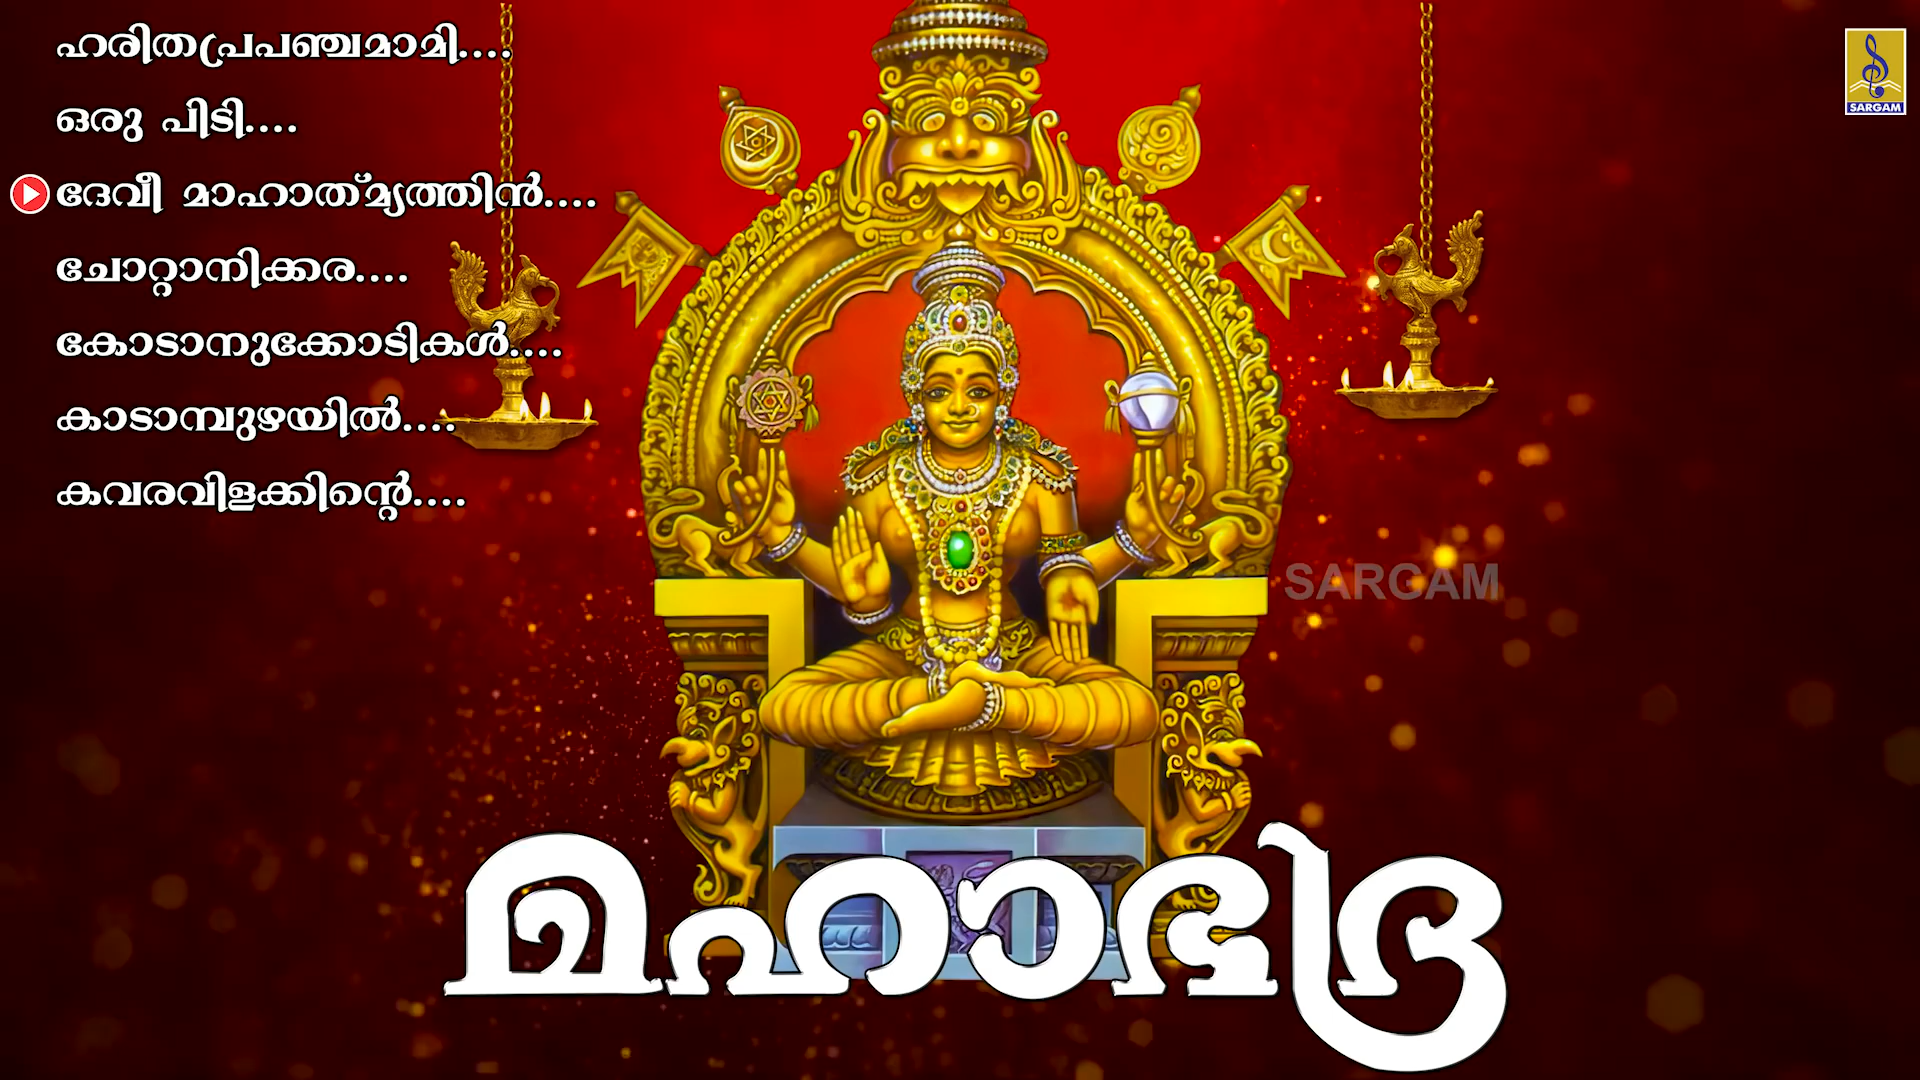 ഹരിതപ്രപഞ്ചമാമി....
ഒരു പിടി....
ദേവീ മാഹാത്മ്യത്തിൻ....
ചോറ്റാനിക്കര....
കോടാനുക്കോടികൾ....
കാടാമ്പുഴയിൽ....
കവരവിളക്കിന്റെ....
SARGAM
SARGAM
മഹാഭദ്ര